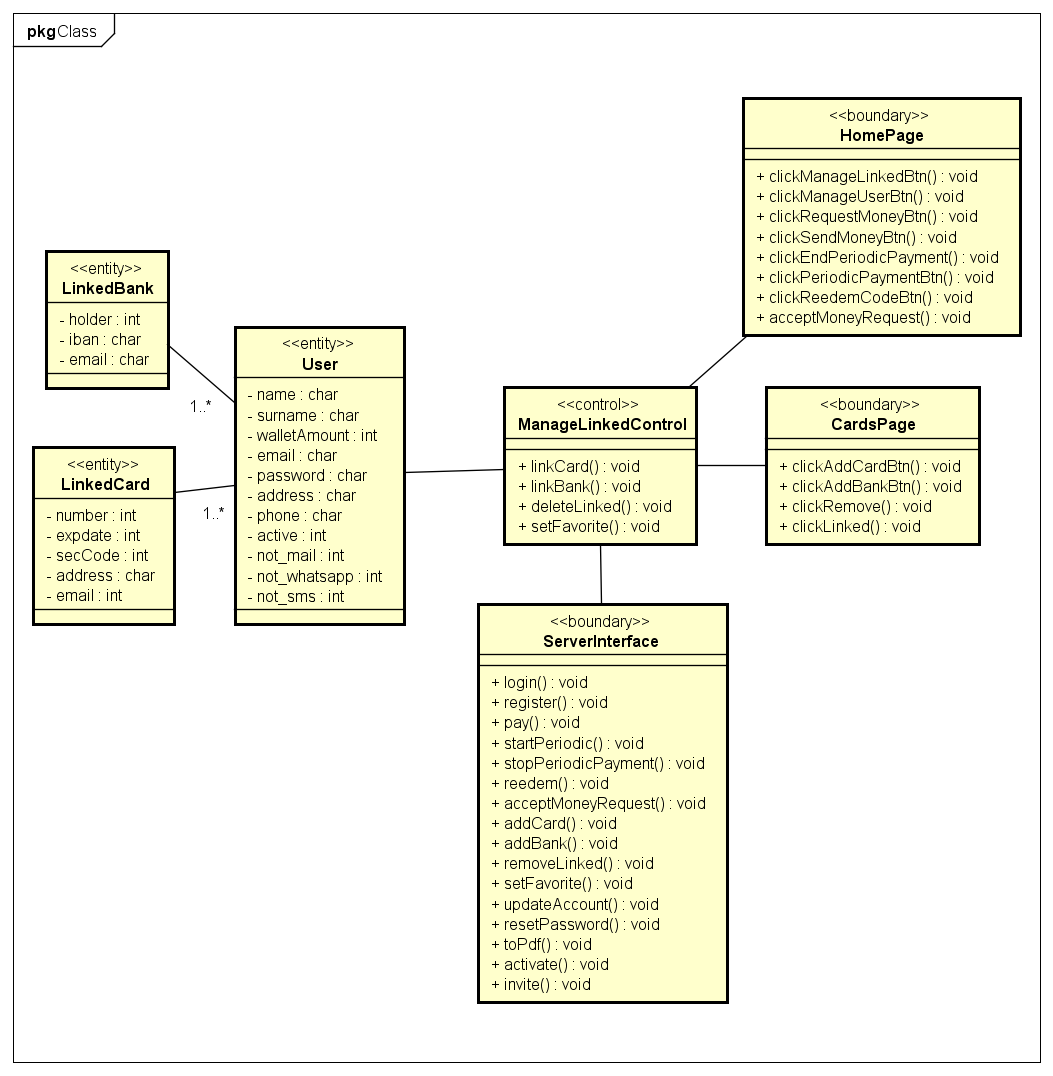 pkgClass
<<boundary>>
HomePage
+ clickManageLinkedBtn() : void
+ clickManageUserBtn() : void
+ clickRequestMoneyBtn() : void
+ clickSendMoneyBtn() : void
+ clickEndPeriodicPayment() : void
+ clickPeriodicPaymentBtn() : void
+ clickReedemCodeBtn() : void
+ acceptMoneyRequest() : void
<<entity>>
LinkedBank
- holder : int
- iban : char
- email : char
1..*
<<entity>>
User
- name : char
- surname : char
- walletAmount : int
- email : char
- password : char
- address : char
- phone : char
- active : int
- not_mail : int
- not_whatsapp : int
- not_sms : int
<<entity>>
LinkedCard
- number : int
- expdate : int
- secCode : int
- address : char
- email : int
1..*
<<control>>
ManageLinkedControl
+ linkCard() : void
+ linkBank() : void
+ deleteLinked() : void
+ setFavorite() : void
<<boundary>>
CardsPage
+ clickAddCardBtn() : void
+ clickAddBankBtn() : void
+ clickRemove() : void
+ clickLinked() : void
<<boundary>>
ServerInterface
+ login() : void
+ register() : void
+ pay() : void
+ startPeriodic() : void
+ stopPeriodicPayment() : void
+ reedem() : void
+ acceptMoneyRequest() : void
+ addCard() : void
+ addBank() : void
+ removeLinked() : void
+ setFavorite() : void
+ updateAccount() : void
+ resetPassword() : void
+ toPdf() : void
+ activate() : void
+ invite() : void